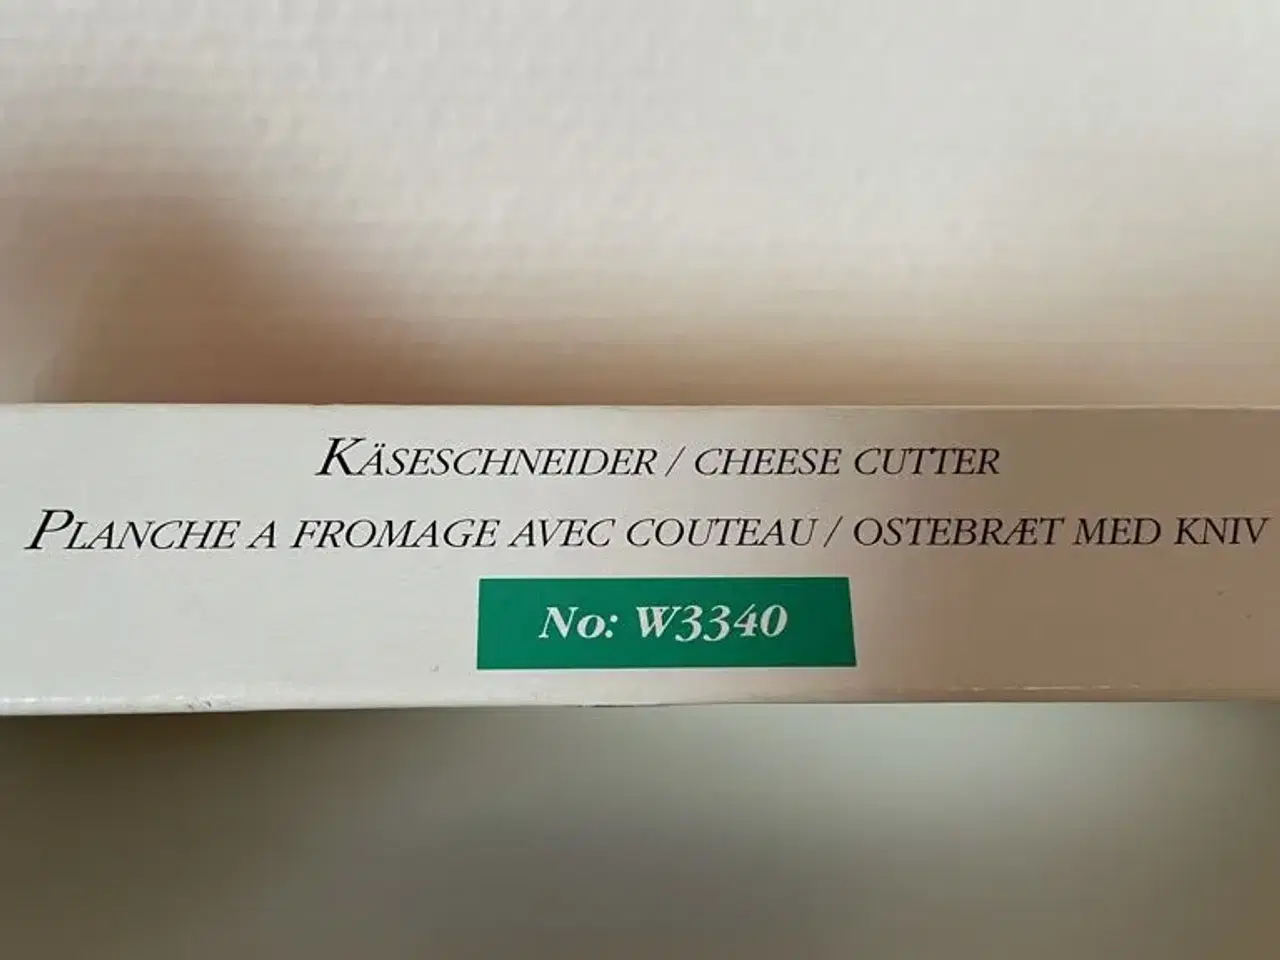 KÄSESCHNEIDER / CHEESE CUTTER
PLANCHE A FROMAGE AVEC COUTEAU / OSTEBRÆT MED KNIV
No: W3340